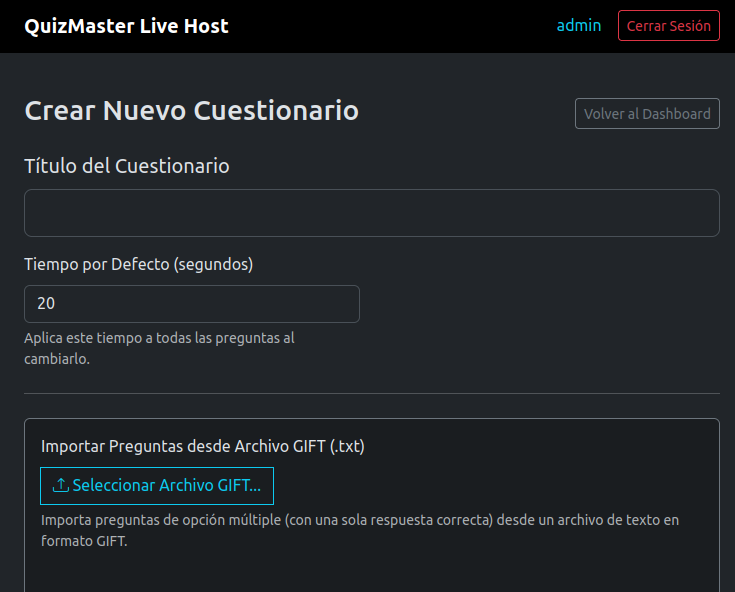 QuizMaster Live Host
admin
Cerrar Sesión
Crear Nuevo Cuestionario
Volver al Dashboard
Título del Cuestionario
Tiempo por Defecto (segundos)
20
Aplica este tiempo a todas las preguntas al
cambiarlo.
Importar Preguntas desde Archivo GIFT (.txt)
Seleccionar Archivo GIFT...
Importa preguntas de opción múltiple (con una sola respuesta correcta) desde un archivo de texto en
formato GIFT.